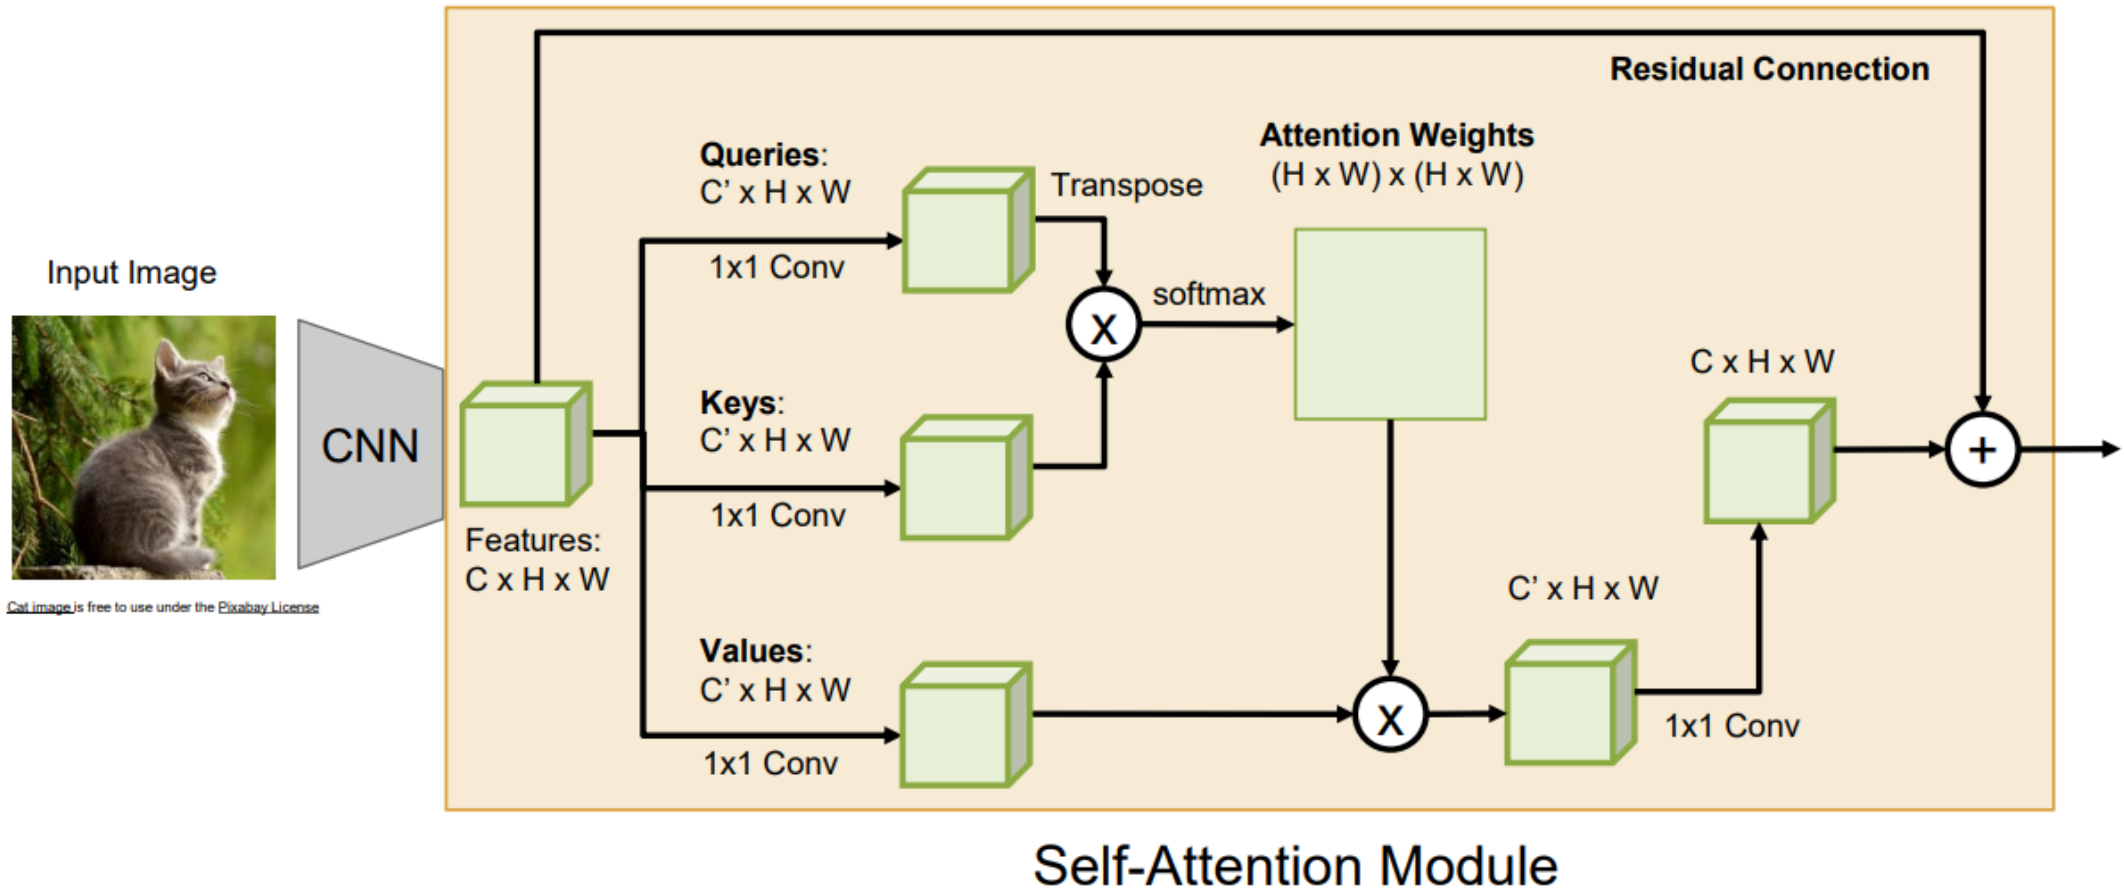 Residual Connection
Attention Weights
(H x W) x (H x W)
Queries:
C’ x H x W
Transpose
1x1 Conv
softmax
Input Image
CNN
Features:
C x H x W
Cat image is free to use under the Pixabay License
Keys:
C’ x H x W
1x1 Conv
Values:
C’ x H x W
1x1 Conv
X
X
C’ x H x W
1x1 Conv
C x H x W
+
Self-Attention Module